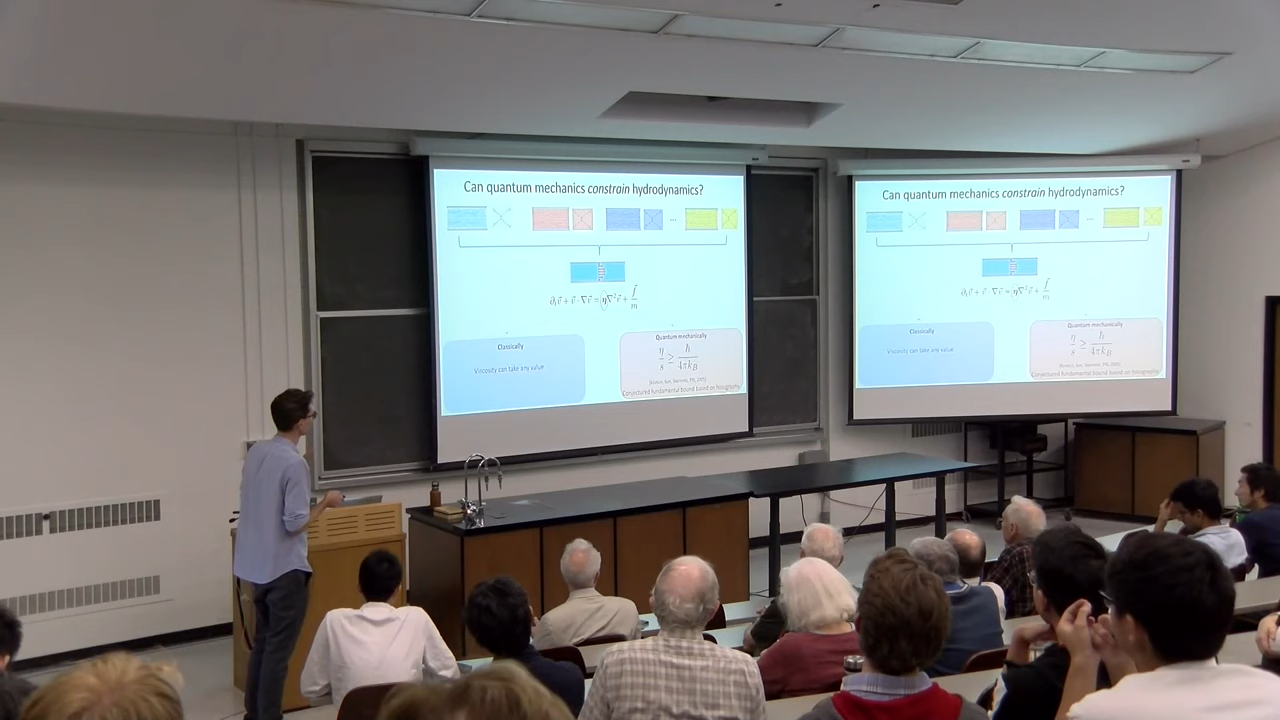 Can quantum mechanics constrain hydrodynamics?
...
∂ₜv⃗ + v⃗ · ∇v⃗ = η∇²v⃗ + f⃗/m
Classically
Viscosity can take any value
Quantum mechanically
η/s ≥ ħ/4πk_B
Conjectured fundamental bound based on holography
Can quantum mechanics constrain hydrodynamics?
...
∂ₜv⃗ + v⃗ · ∇v⃗ = η∇²v⃗ + f⃗/m
Classically
Viscosity can take any value
Quantum mechanically
η/s ≥ ħ/4πk_B
Conjectured fundamental bound based on holography